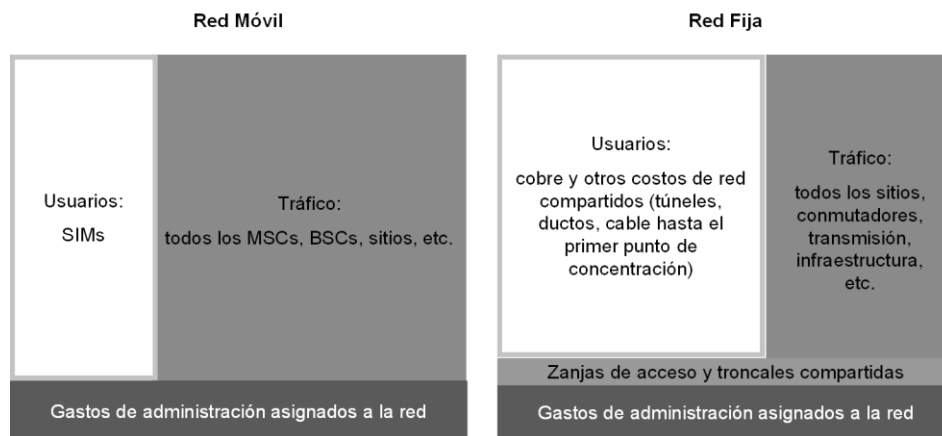 Red Móvil
Usuarios:
SIMs
Tráfico:
todos los MSCs, BSCs, sitios, etc.
Gastos de administración asignados a la red
Red Fija
Usuarios:
cobre y otros costos de red
compartidos (túneles,
ductos, cable hasta el
primer punto de
concentración)
Tráfico:
todos los sitios,
conmutadores,
transmisión,
infraestructura,
etc.
Zanjas de acceso y troncales compartidas
Gastos de administración asignados a la red